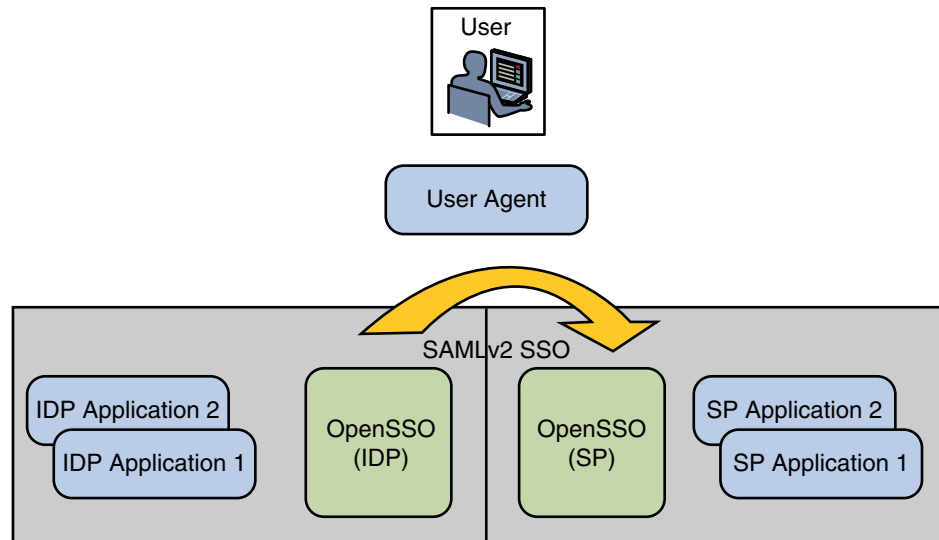 User
User Agent
SAMLv2 SSO
IDP Application 2
IDP Application 1
OpenSSO
(IDP)
OpenSSO
(SP)
SP Application 2
SP Application 1